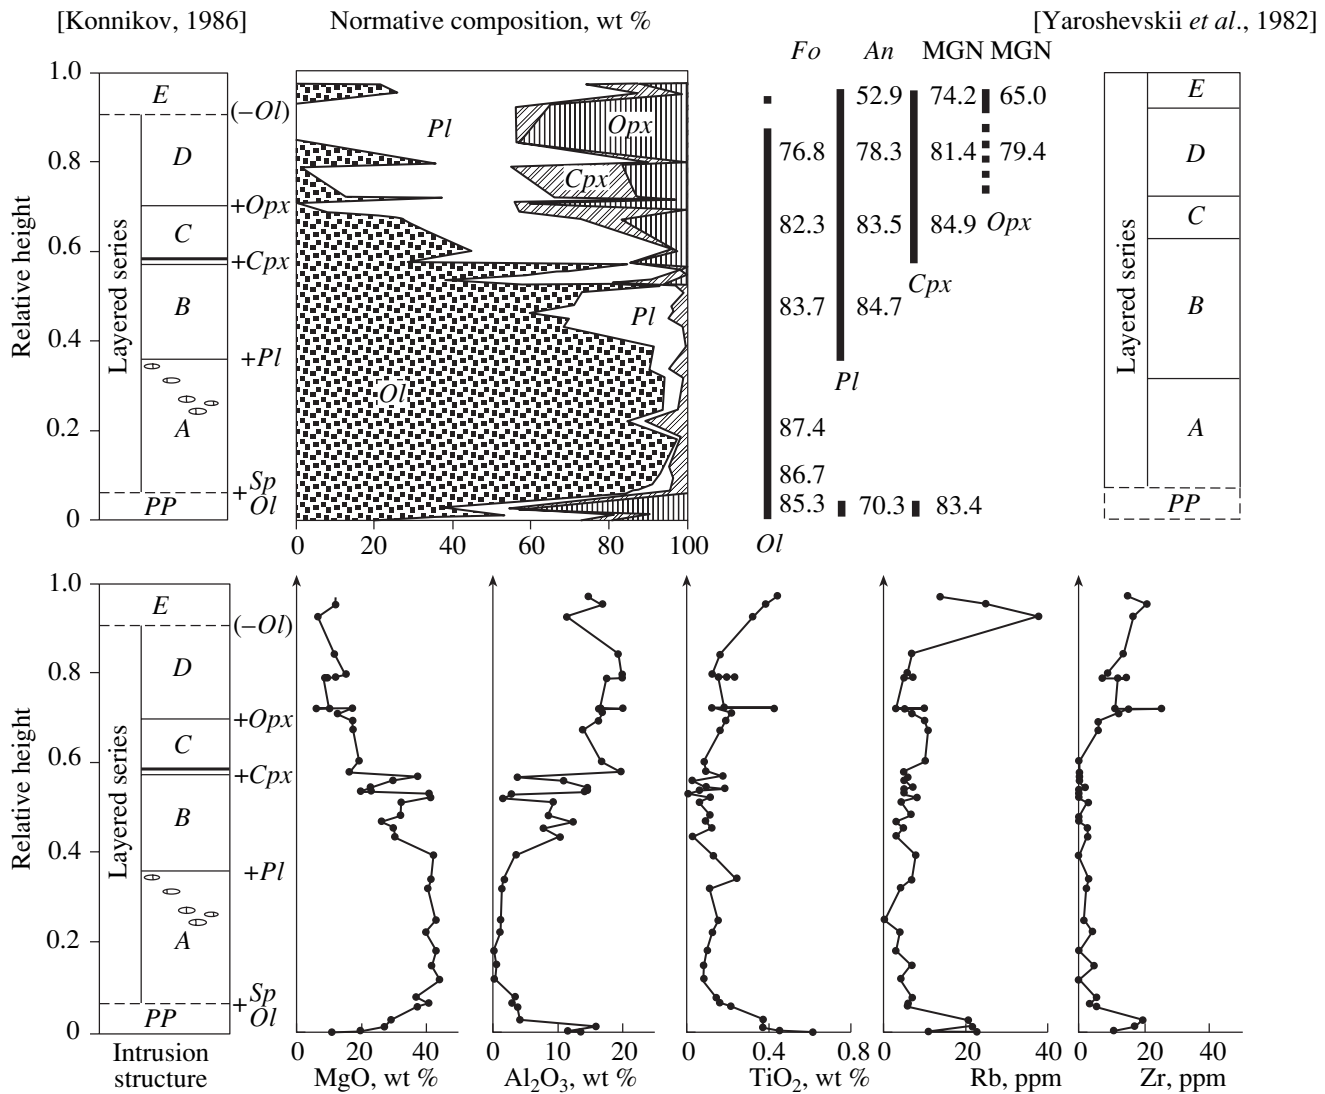 [Konnikov, 1986]
Normative composition, wt %
[Yaroshevskii et al., 1982]
Fo An MGN MGN
Relative height
1.0
0.8
0.6
0.4
0.2
0
Layered series
E
D
C
B
A
PP
(−Ol)
+Opx
+Cpx
+Pl
+Sp
Ol
Pl
Opx
Cpx
Pl
Ol
0 20 40 60 80 100
52.9 74.2 65.0
76.8 78.3 81.4 79.4
82.3 83.5 84.9 Opx
Cpx
83.7 84.7
Pl
87.4
86.7
85.3 70.3 83.4
Ol
Layered series
E
D
C
B
A
PP
Relative height
1.0
0.8
0.6
0.4
0.2
0
Layered series
E
D
C
B
A
PP
(−Ol)
+Opx
+Cpx
+Pl
+Sp
Ol
Intrusion
structure
0 20 40
MgO, wt %
0 10 20
Al2O3, wt %
0 0.4 0.8
TiO2, wt %
0 20 40
Rb, ppm
0 20 40
Zr, ppm